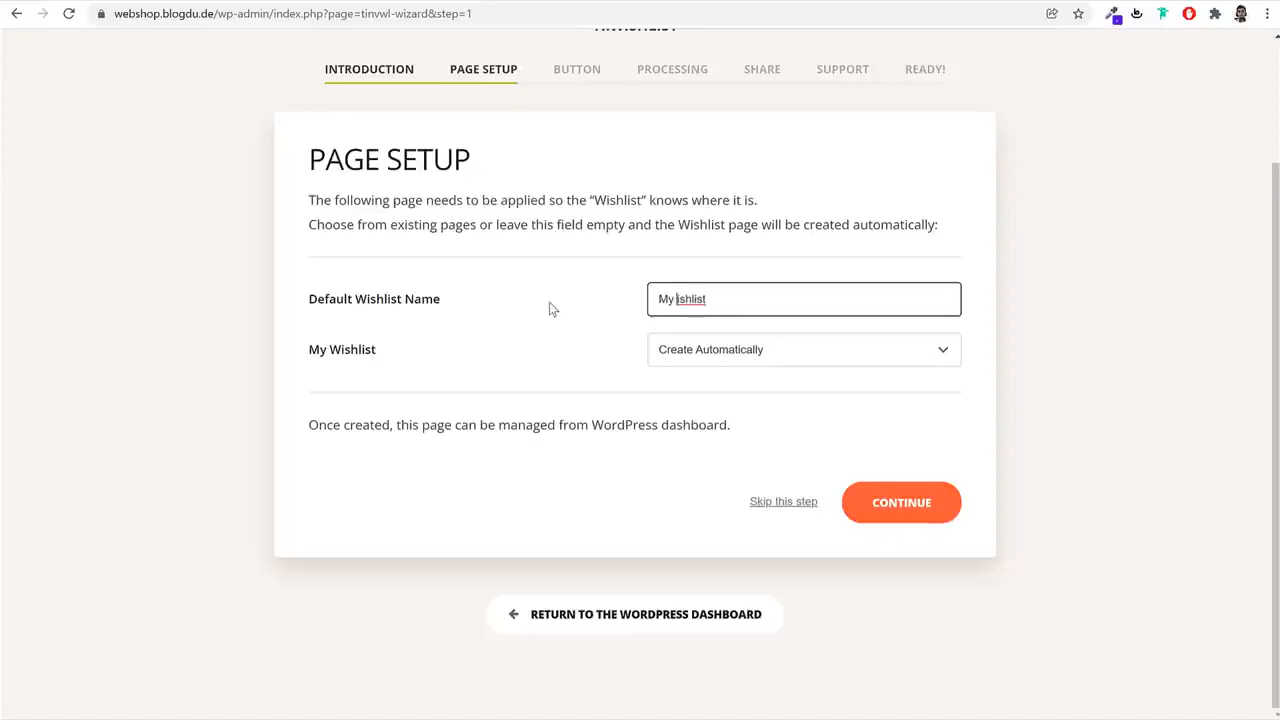 webshop.blogdu.de/wp-admin/index.php?page=tinvwl-wizard&step=1
INTRODUCTION PAGE SETUP BUTTON PROCESSING SHARE SUPPORT READY!
PAGE SETUP
The following page needs to be applied so the “Wishlist” knows where it is.
Choose from existing pages or leave this field empty and the Wishlist page will be created automatically:
Default Wishlist Name My ishlist
My Wishlist Create Automatically
Once created, this page can be managed from WordPress dashboard.
Skip this step CONTINUE
RETURN TO THE WORDPRESS DASHBOARD